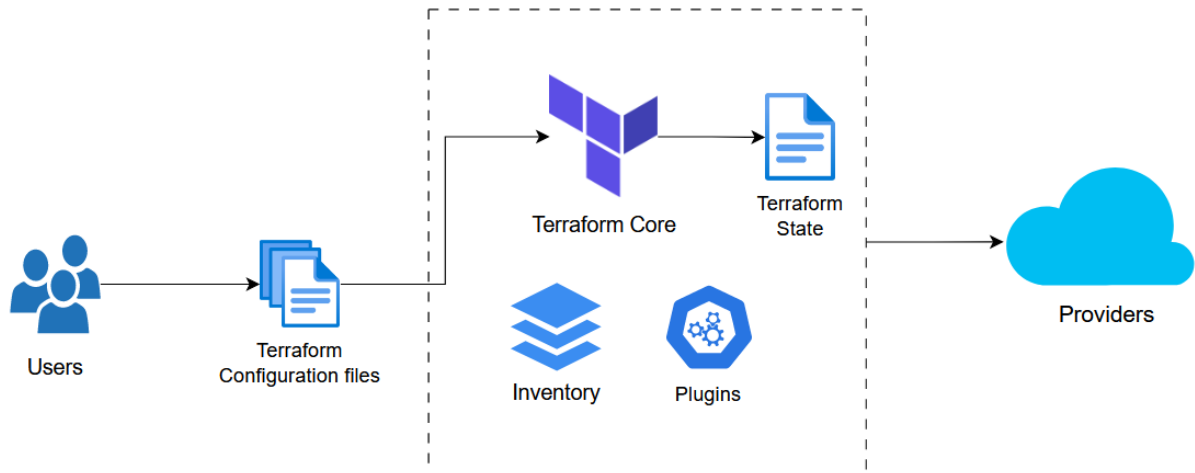 Terraform Core
Terraform
State
Users
Terraform
Configuration files
Inventory
Plugins
Providers